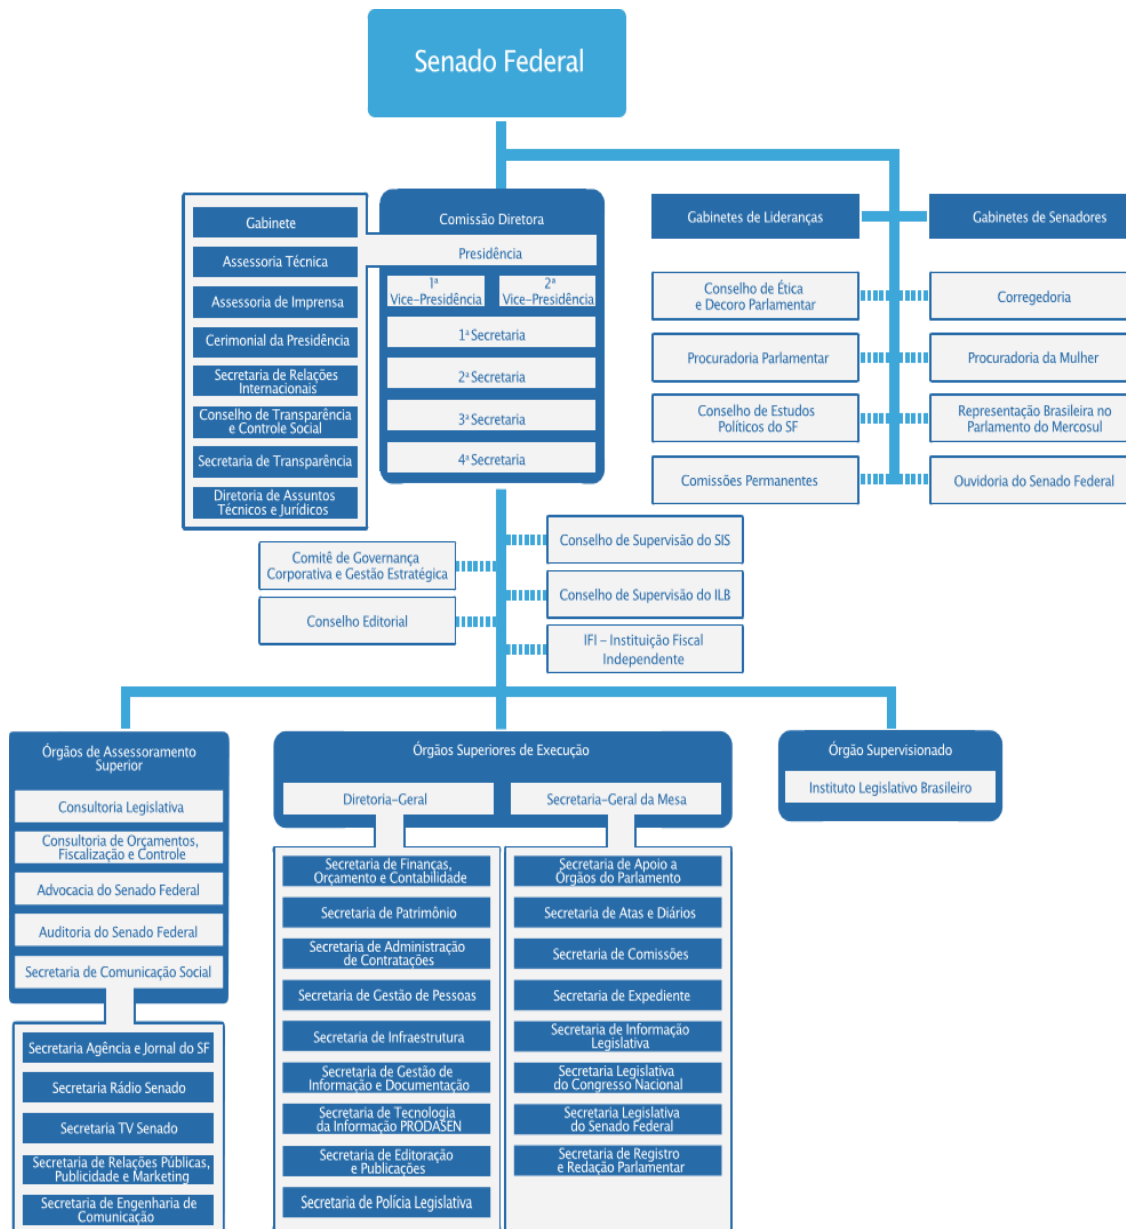 Senado Federal
Gabinete
Assessoria Técnica
Assessoria de Imprensa
Cerimonial da Presidência
Secretaria de Relações
Internacionais
Conselho de Transparência
e Controle Social
Secretaria de Transparência
Diretoria de Assuntos
Técnicos e Jurídicos
Comissão Diretora
Presidência
1ª
Vice-Presidência
2ª
Vice-Presidência
1ª Secretaria
2ª Secretaria
3ª Secretaria
4ª Secretaria
Gabinetes de Lideranças
Gabinetes de Senadores
Conselho de Ética
e Decoro Parlamentar
Corregedoria
Procuradoria Parlamentar
Procuradoria da Mulher
Conselho de Estudos
Políticos do SF
Representação Brasileira no
Parlamento do Mercosul
Comissões Permanentes
Ouvidoria do Senado Federal
Comitê de Governança
Corporativa e Gestão Estratégica
Conselho Editorial
Conselho de Supervisão do SIS
Conselho de Supervisão do ILB
IFI – Instituição Fiscal
Independente
Órgãos de Assessoramento
Superior
Consultoria Legislativa
Consultoria de Orçamentos,
Fiscalização e Controle
Advocacia do Senado Federal
Auditoria do Senado Federal
Secretaria de Comunicação Social
Secretaria Agência e Jornal do SF
Secretaria Rádio Senado
Secretaria TV Senado
Secretaria de Relações Públicas,
Publicidade e Marketing
Secretaria de Engenharia de
Comunicação
Órgãos Superiores de Execução
Diretoria-Geral
Secretaria-Geral da Mesa
Secretaria de Finanças,
Orçamento e Contabilidade
Secretaria de Patrimônio
Secretaria de Administração
de Contratações
Secretaria de Gestão de Pessoas
Secretaria de Infraestrutura
Secretaria de Gestão de
Informação e Documentação
Secretaria de Tecnologia
da Informação PRODASEN
Secretaria de Editoração
e Publicações
Secretaria de Polícia Legislativa
Secretaria de Apoio a
Órgãos do Parlamento
Secretaria de Atas e Diários
Secretaria de Comissões
Secretaria de Expediente
Secretaria de Informação
Legislativa
Secretaria Legislativa
do Congresso Nacional
Secretaria Legislativa
do Senado Federal
Secretaria de Registro
e Redação Parlamentar
Órgão Supervisionado
Instituto Legislativo Brasileiro